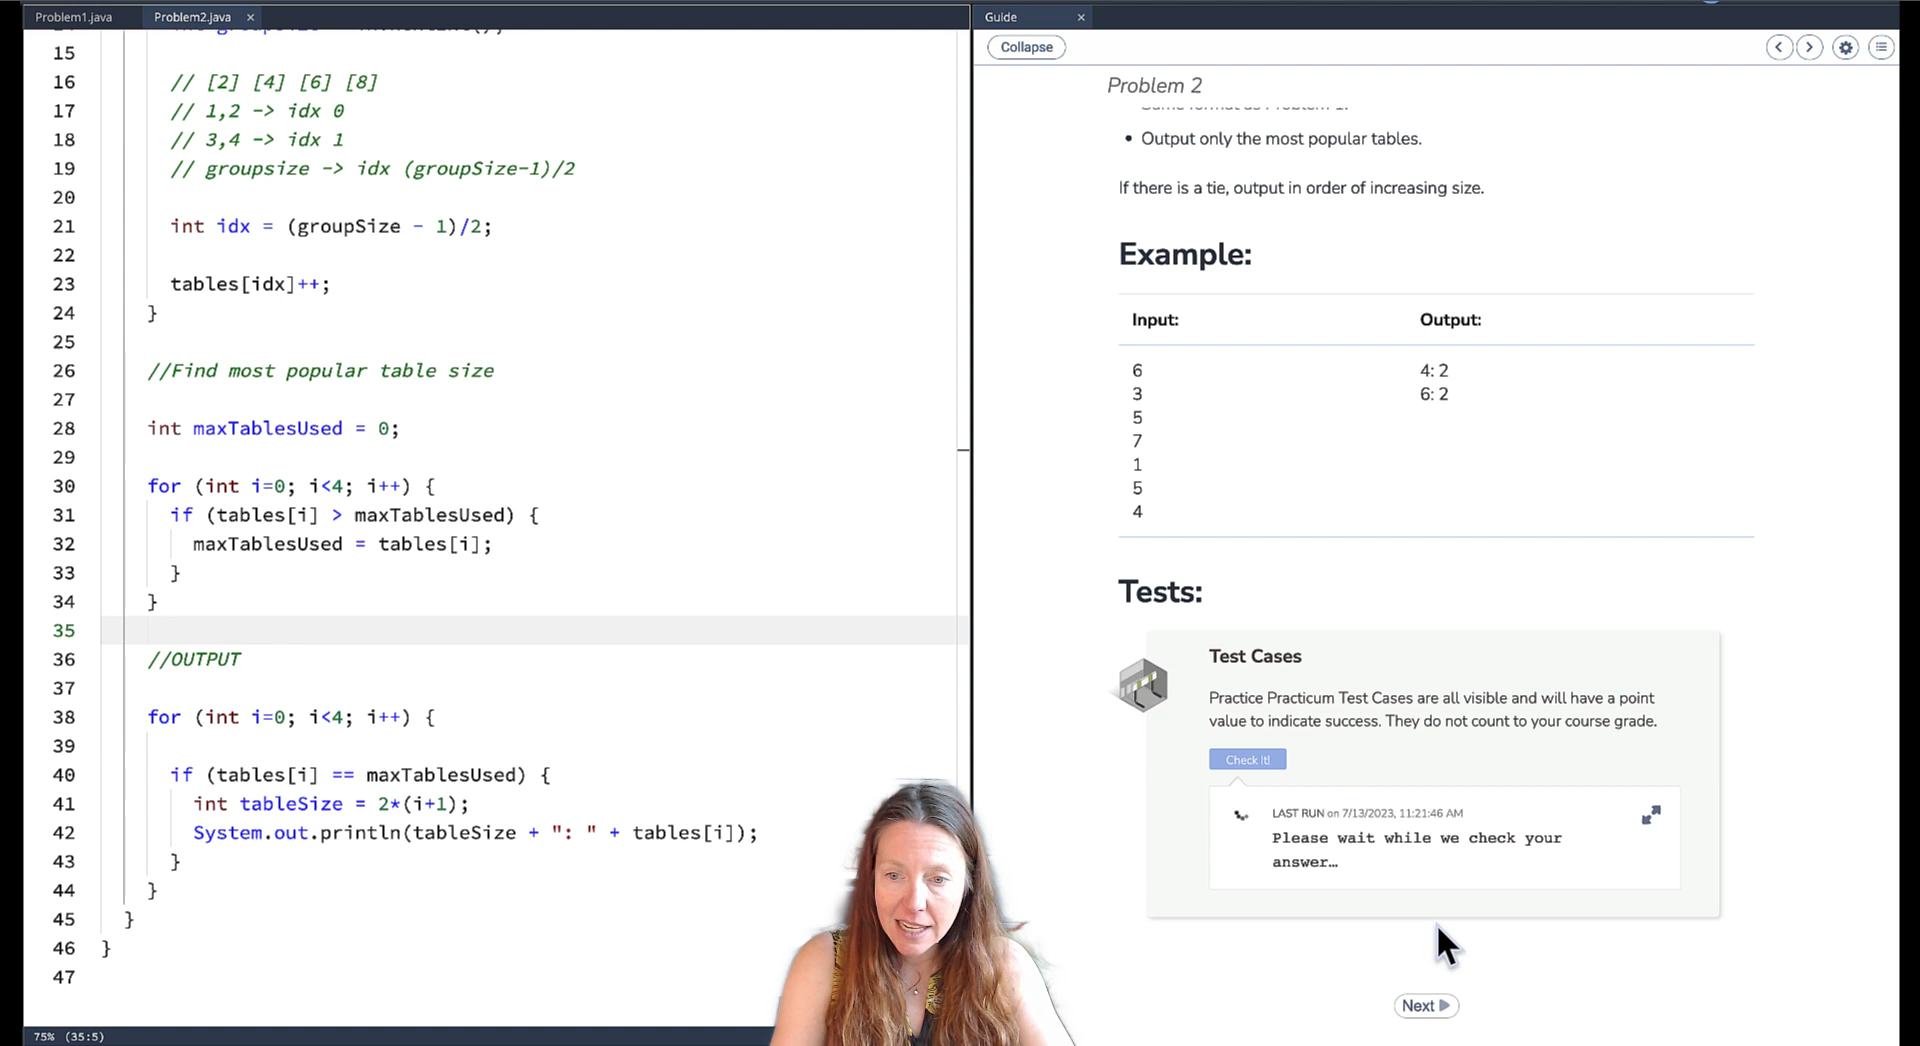 Problem1.java
Problem2.java ×
15
16 // [2] [4] [6] [8]
17 // 1,2 -> idx 0
18 // 3,4 -> idx 1
19 // groupsize -> idx (groupSize-1)/2
20
21 int idx = (groupSize - 1)/2;
22
23 tables[idx]++;
24 }
25
26 //Find most popular table size
27
28 int maxTablesUsed = 0;
29
30 for (int i=0; i<4; i++) {
31 if (tables[i] > maxTablesUsed) {
32 maxTablesUsed = tables[i];
33 }
34 }
35
36 //OUTPUT
37
38 for (int i=0; i<4; i++) {
39
40 if (tables[i] == maxTablesUsed) {
41 int tableSize = 2*(i+1);
42 System.out.println(tableSize + ": " + tables[i]);
43 }
44 }
45 }
46 }
47
75% (35:5)
Guide ×
Collapse
Problem 2
• Output only the most popular tables.
If there is a tie, output in order of increasing size.
Example:
Input: Output:
6 4: 2
3 6: 2
5
7
1
5
4
Tests:
Test Cases
Practice Practicum Test Cases are all visible and will have a point
value to indicate success. They do not count to your course grade.
Check It!
LAST RUN on 7/13/2023, 11:21:46 AM
Please wait while we check your
answer…
Next